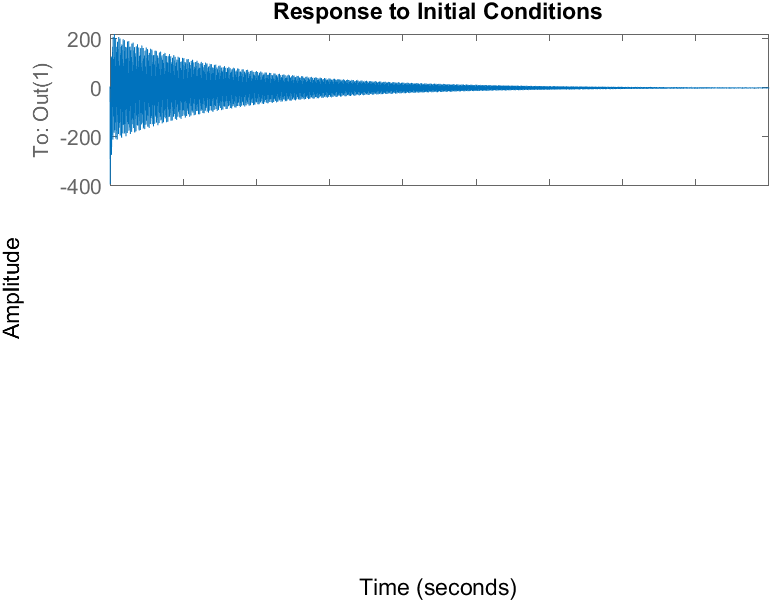 Response to Initial Conditions
To: Out(1)
200
0
-200
-400
Amplitude
Time (seconds)